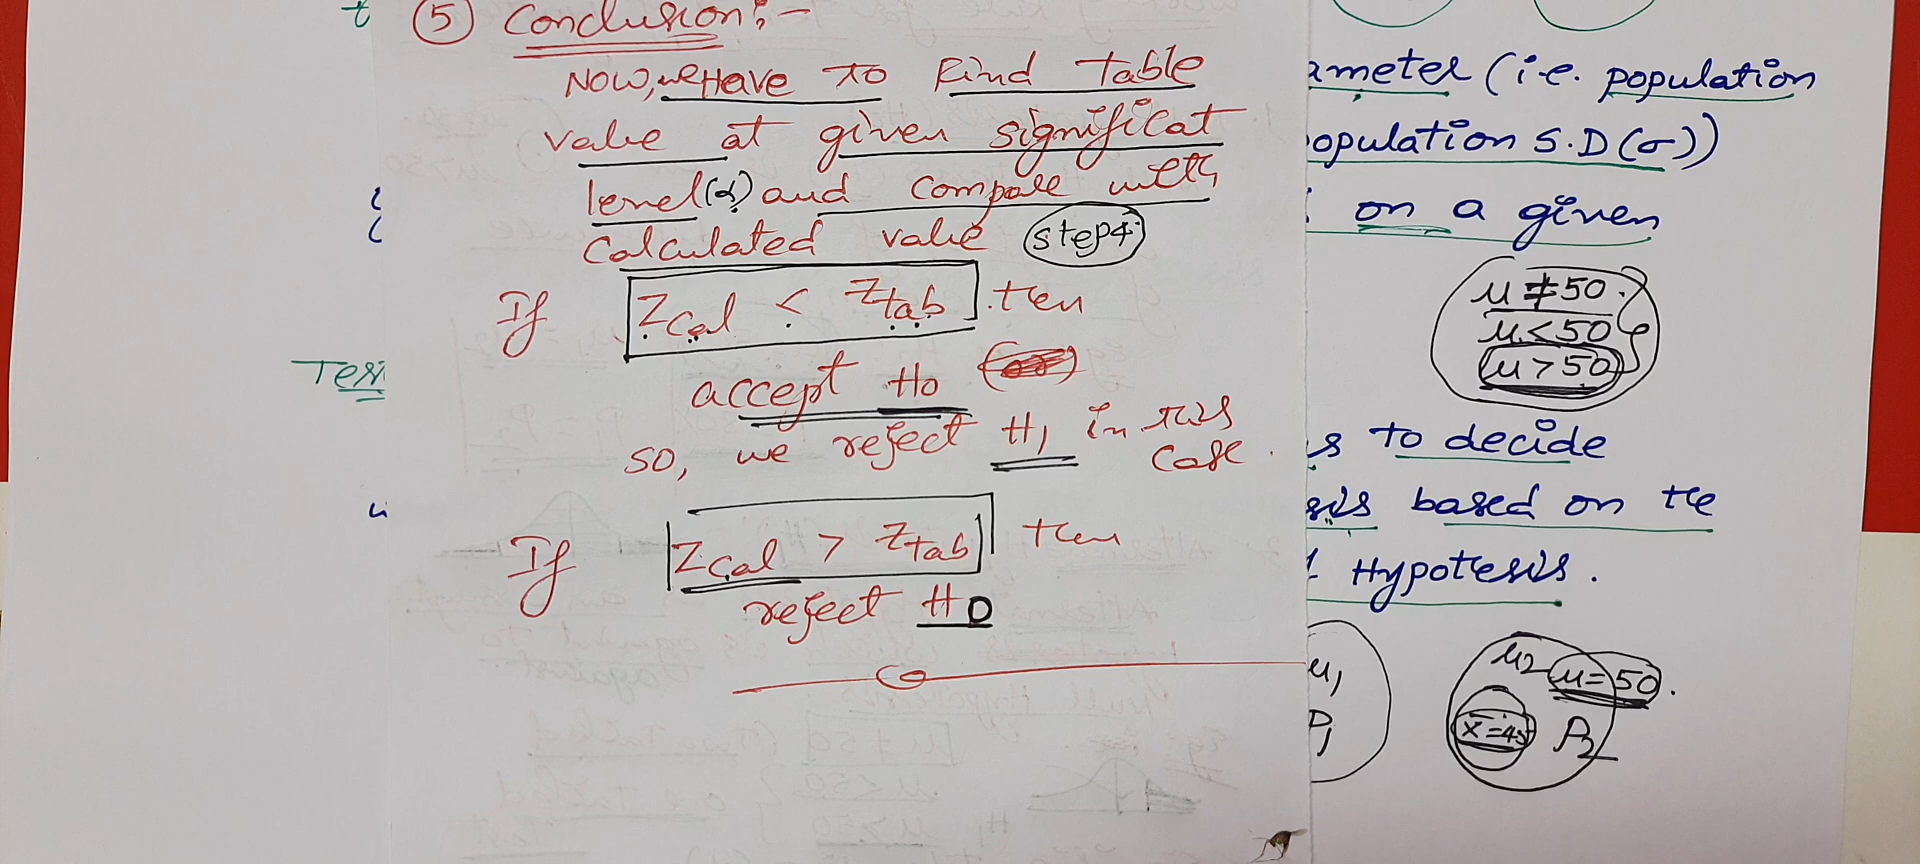 ⑤ Conclusion :-
Now, we Have to Find table
value at given significat
level (α) and compare with
Calculated value step4
If Zcal < Ztab then
accept H0
so, we reject H1 in this
case.
If Zcal > Ztab then
reject H0
ameter (i.e. population
opulation S.D (σ))
on a given
μ ≠ 50
μ < 50
μ > 50
s to decide
sis based on the
Hypotesis.
μ1
P1
μ2
μ = 50
x = 45
P2
t
Test